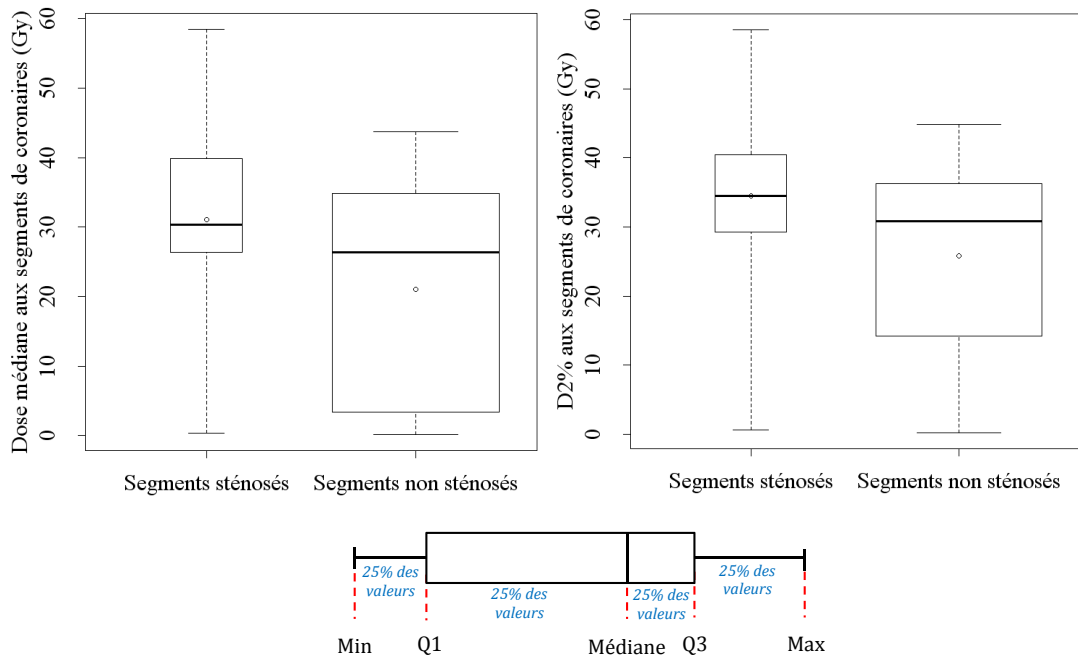 Dose médiane aux segments de coronaires (Gy)
60
50
40
30
20
10
0
Segments sténosés
Segments non sténosés
D2% aux segments de coronaires (Gy)
60
50
40
30
20
10
0
Segments sténosés
Segments non sténosés
25% des
valeurs
25% des
valeurs
25% des
valeurs
25% des
valeurs
Min
Q1
Médiane
Q3
Max